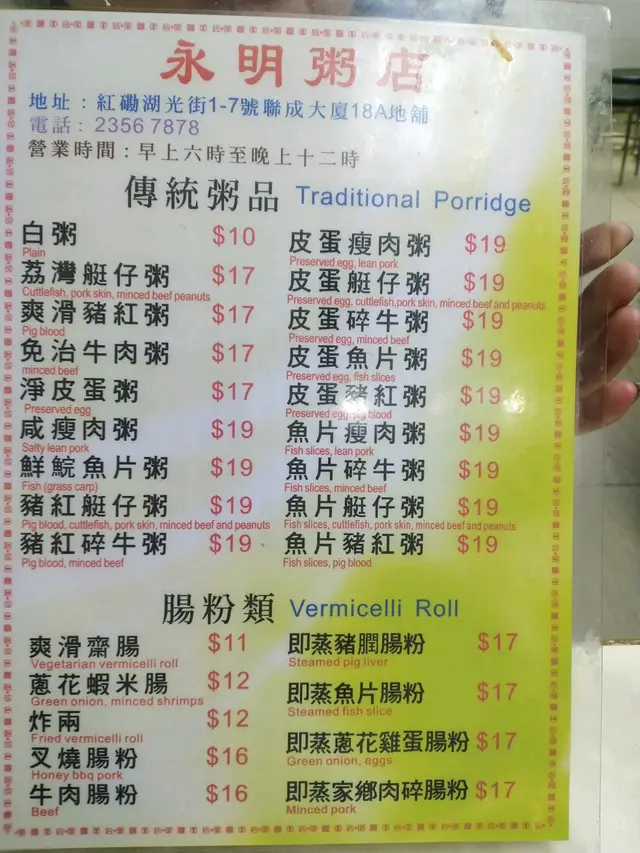 永明粥店
地址：紅磡湖光街1-7號聯成大廈18A地舖
電話：2356 7878
營業時間：早上六時至晚上十二時
傳統粥品 Traditional Porridge
白粥 $10
Plain
荔灣艇仔粥 $17
Cuttlefish, pork skin, minced beef peanuts
爽滑豬紅粥 $17
Pig blood
免治牛肉粥 $17
minced beef
淨皮蛋粥 $17
Preserved egg
咸瘦肉粥 $19
Salty lean pork
鮮鯇魚片粥 $19
Fish (grass carp)
豬紅艇仔粥 $19
Pig blood, cuttlefish, pork skin, minced beef and peanuts
豬紅碎牛粥 $19
Pig blood, minced beef
皮蛋瘦肉粥 $19
Preserved egg, lean pork
皮蛋艇仔粥 $19
Preserved egg, cuttlefish,pork skin, minced beef and peanuts
皮蛋碎牛粥 $19
Preserved egg, minced beef
皮蛋魚片粥 $19
Preserved egg, fish slices
皮蛋豬紅粥 $19
Preserved egg, pig blood
魚片瘦肉粥 $19
Fish slices, lean pork
魚片碎牛粥 $19
Fish slices, minced beef
魚片艇仔粥 $19
Fish slices, cuttlefish, pork skin, minced beef and peanuts
魚片豬紅粥 $19
Fish slices, pig blood
腸粉類 Vermicelli Roll
爽滑齋腸 $11
Vegetarian vermicelli roll
蔥花蝦米腸 $12
Green onion, minced shrimps
炸兩 $12
Fried vermicelli roll
叉燒腸粉 $16
Honey bbq pork
牛肉腸粉 $16
Beef
即蒸豬膶腸粉 $17
Steamed pig liver
即蒸魚片腸粉 $17
Steamed fish slice
即蒸蔥花雞蛋腸粉 $17
Green onion, eggs
即蒸家鄉肉碎腸粉 $17
Minced pork